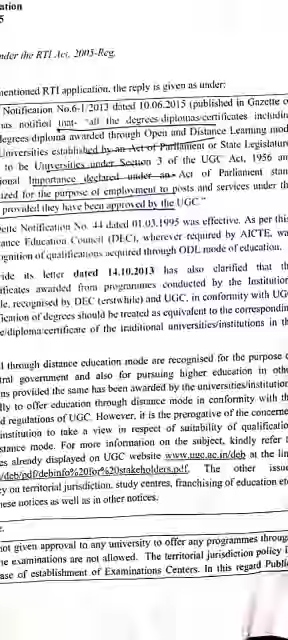 ation
5
nder the RTI Act, 2005-Reg.
mentioned RTI application, the reply is given as under:
Notification No.6-1/2013 dated 10.06.2015 (published in Gazette o
has notified that- "all the degrees/diplomas/certificates includin
degrees/diploma awarded through Open and Distance Learning mod
Universities established by an Act of Parliament or State Legislature
to be Universities under Section 3 of the UGC Act, 1956 an
ional Importance declared under an Act of Parliament stan
ized for the purpose of employment to posts and services under th
provided they have been approved by the UGC."
ette Notification No. 44 dated 01.03.1995 was effective. As per this
ance Education Council (DEC), wherever required by AICTE, wa
ognition of qualifications acquired through ODL mode of education.
vide its letter dated 14.10.2013 has also clarified that th
ificates awarded from programmes conducted by the Institution
le, recognised by DEC (erstwhile) and UGC, in conformity with UG
ification of degrees should be treated as equivalent to the correspondin
e/diploma/certificate of the traditional universities/institutions in th
l through distance education mode are recognised for the purpose o
tral government and also for pursuing higher education in othe
ns provided the same has been awarded by the universities/institution
lly to offer education through distance mode in conformity with th
d regulations of UGC. However, it is the prerogative of the concerne
institution to take a view in respect of suitability of qualificatio
stance mode. For more information on the subject, kindly refer t
es already displayed on UGC website www.ugc.ac.in/deb at the lin
/deb/pdf/debinfo%20for%20stakeholders.pdf. The other issue
cy on territorial jurisdiction, study centres, franchising of education etc
hese notices as well as in other notices.
e.
not given approval to any university to offer any programmes throug
he examinations are not allowed. The territorial jurisdiction policy i
ase of establishment of Examinations Centers. In this regard Public